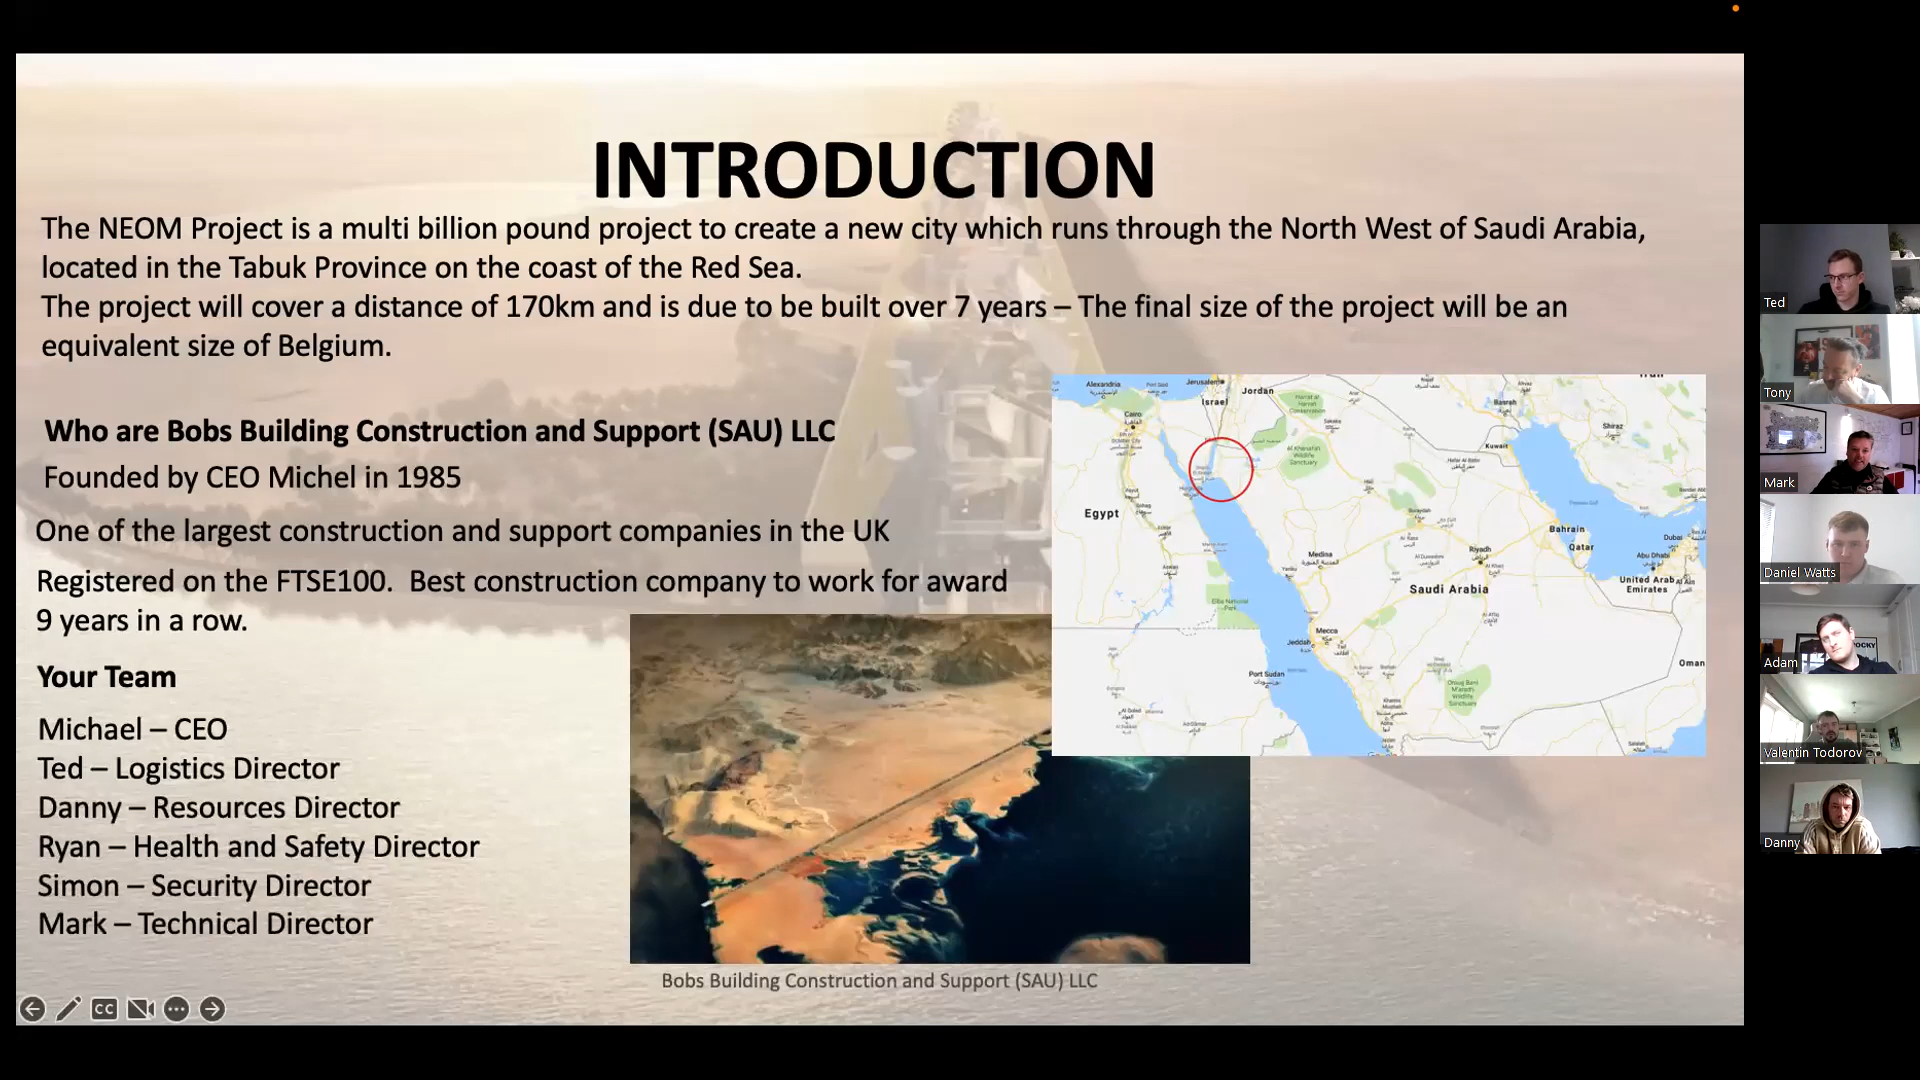 INTRODUCTION
The NEOM Project is a multi billion pound project to create a new city which runs through the North West of Saudi Arabia,
located in the Tabuk Province on the coast of the Red Sea.
The project will cover a distance of 170km and is due to be built over 7 years – The final size of the project will be an
equivalent size of Belgium.
Who are Bobs Building Construction and Support (SAU) LLC
Founded by CEO Michel in 1985
One of the largest construction and support companies in the UK
Registered on the FTSE100.  Best construction company to work for award
9 years in a row.
Your Team
Michael – CEO
Ted – Logistics Director
Danny – Resources Director
Ryan – Health and Safety Director
Simon – Security Director
Mark – Technical Director
Alexandria
Port Said
Jerusalem
Jordan
Israel
Cairo
Basrah
Shiraz
Kuwait
Egypt
Bahrain
Qatar
Dubai
Abu Dhabi
Medina
Riyadh
Saudi Arabia
United Arab
Emirates
Al Ain
Mecca
Jeddah
Port Sudan
Oman
Bobs Building Construction and Support (SAU) LLC
CC
Ted
Tony
Mark
Daniel Watts
Adam
Valentin Todorov
Danny